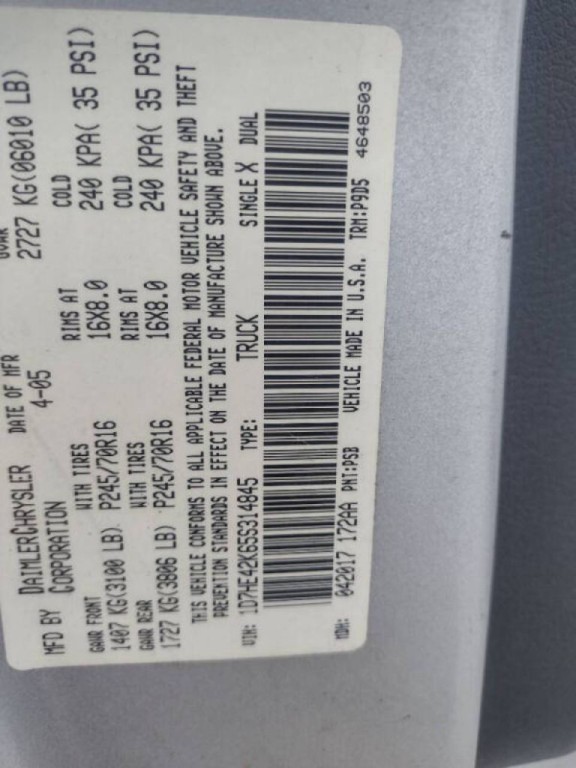 MFD BY DAIMLERCHRYSLER CORPORATION DATE OF MFR 4-05 GVWR 2727 KG(06010 LB)
GAWR FRONT WITH TIRES RIMS AT COLD
1407 KG(3100 LB) P245/70R16 16X8.0 240 KPA( 35 PSI)
GAWR REAR WITH TIRES RIMS AT COLD
1727 KG(3806 LB) P245/70R16 16X8.0 240 KPA( 35 PSI)
THIS VEHICLE CONFORMS TO ALL APPLICABLE FEDERAL MOTOR VEHICLE SAFETY AND THEFT
PREVENTION STANDARDS IN EFFECT ON THE DATE OF MANUFACTURE SHOWN ABOVE.
VIN: 1D7HE42K65S314845 TYPE: TRUCK SINGLE X DUAL
MDH: 042017 172AA PNT:PSB VEHICLE MADE IN U.S.A. TRM:P9D5 4648503